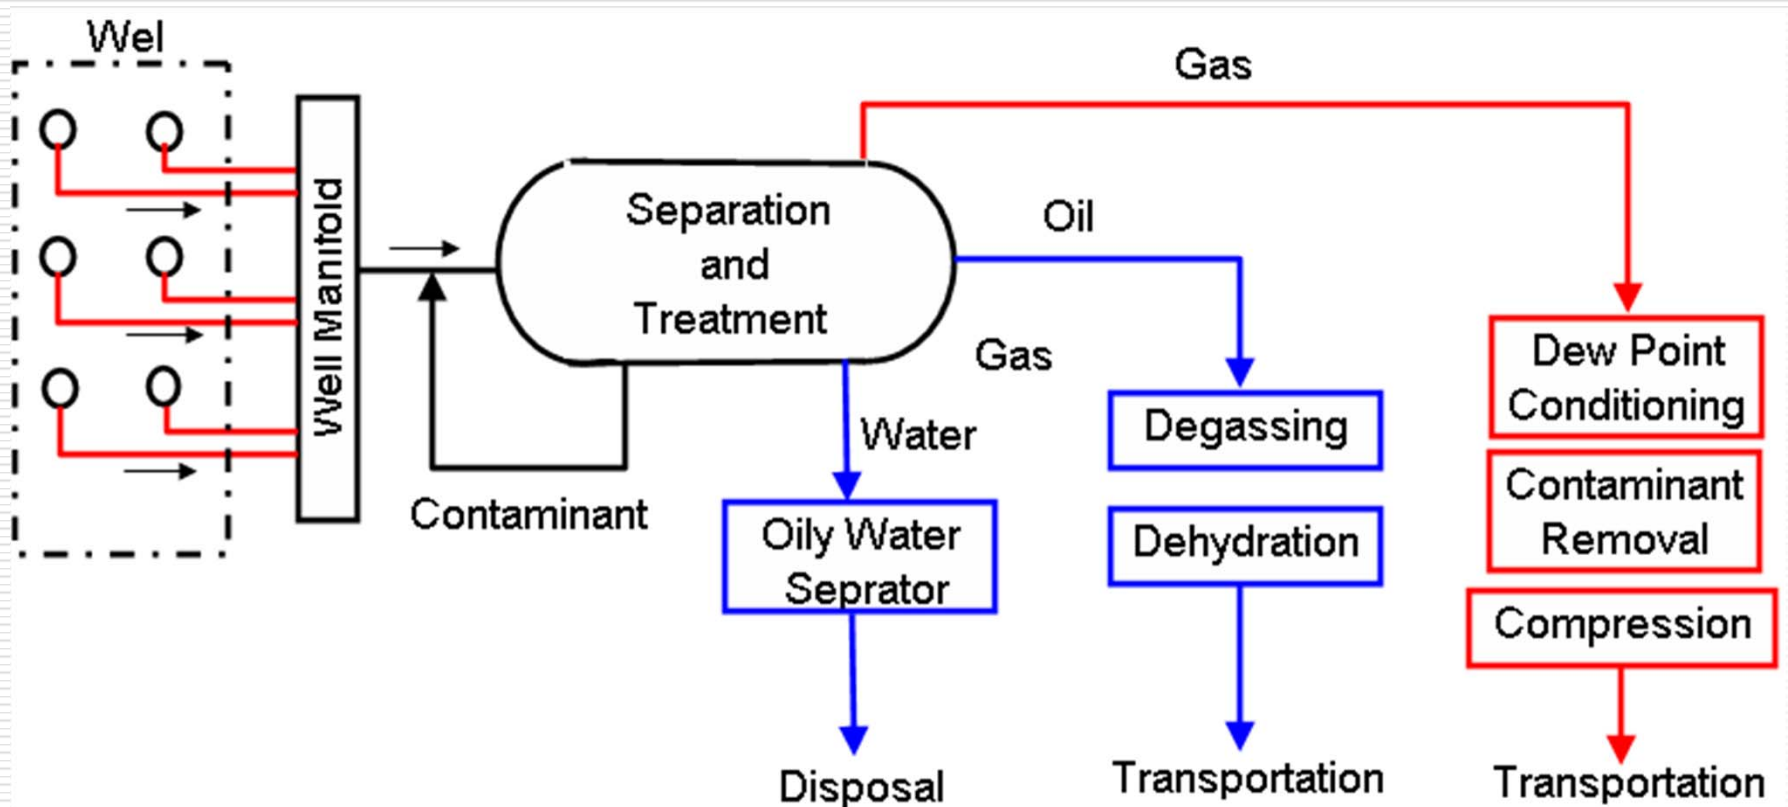 Wel
Well Manifold
Separation
and
Treatment
Contaminant
Gas
Oil
Gas
Water
Oily Water
Seprator
Disposal
Degassing
Dehydration
Transportation
Dew Point
Conditioning
Contaminant
Removal
Compression
Transportation